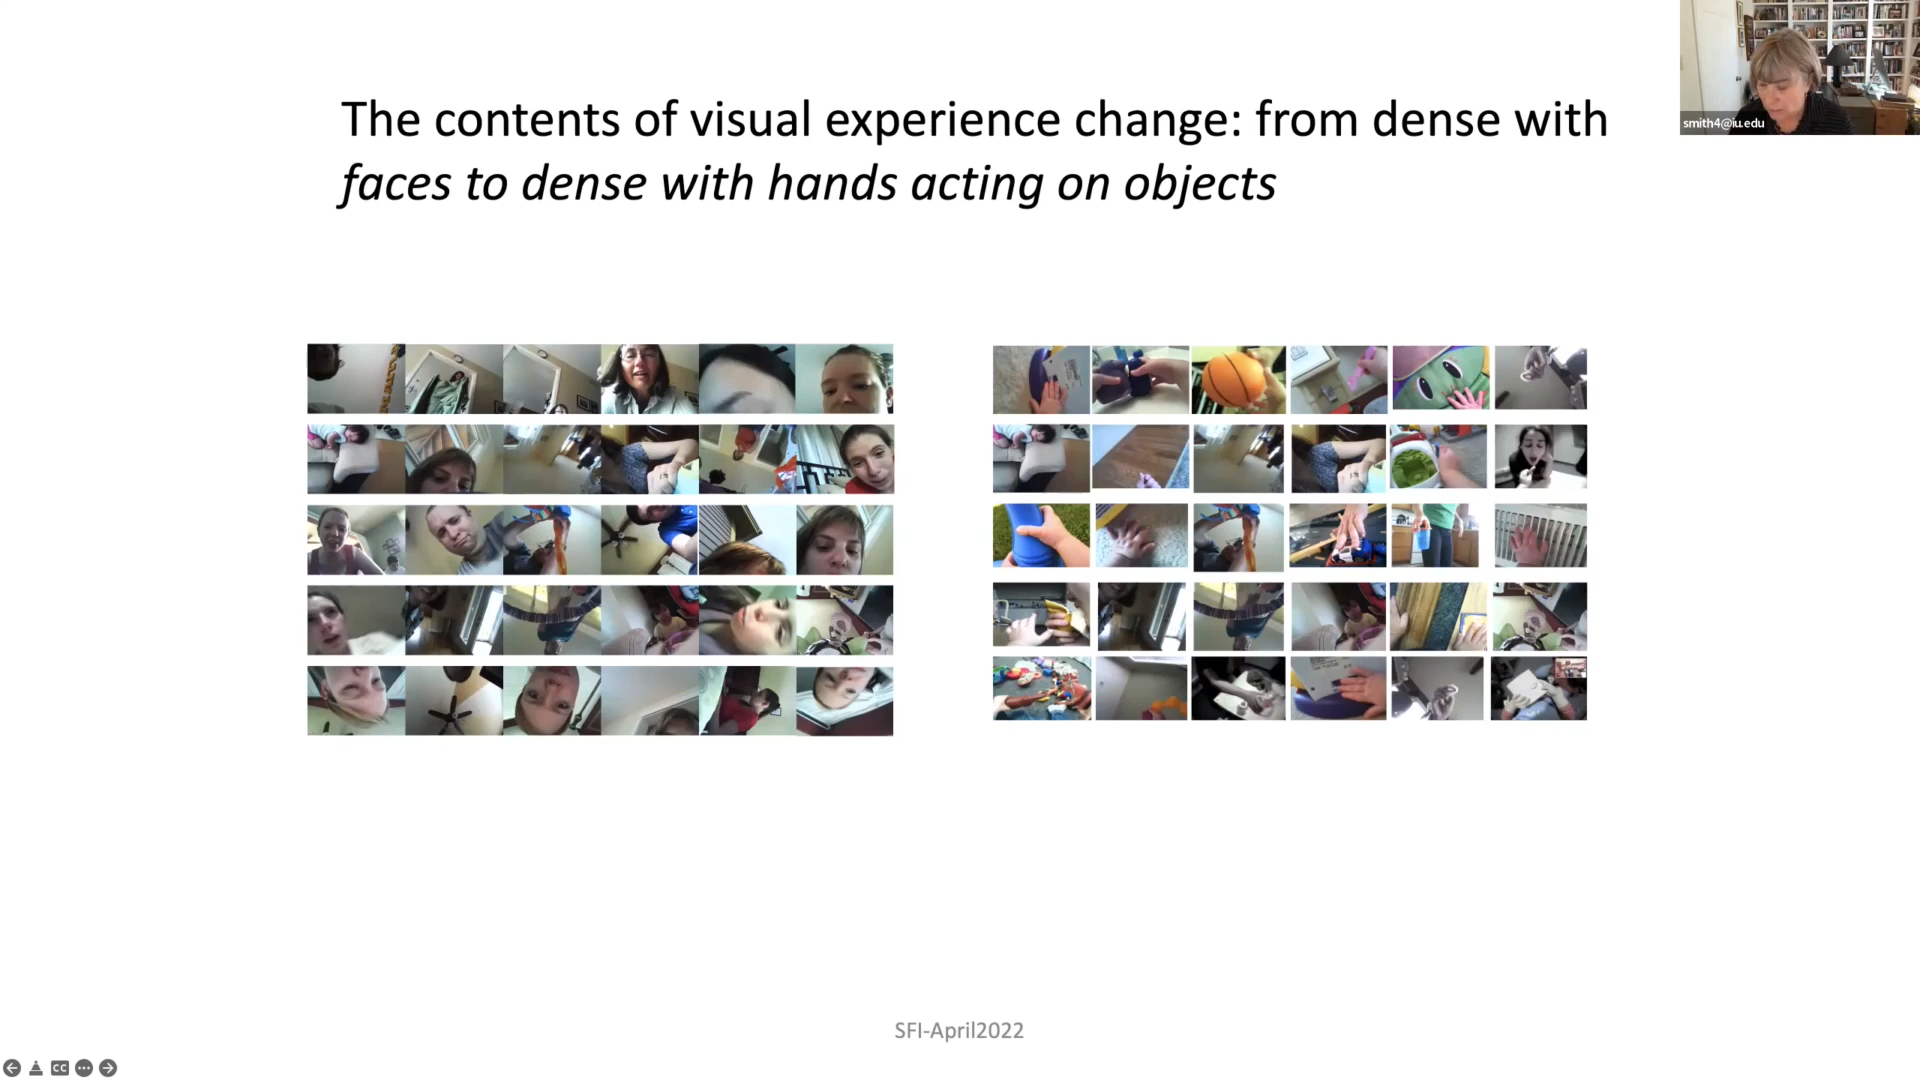 The contents of visual experience change: from dense with
faces to dense with hands acting on objects
smith4@iu.edu
SFI-April2022
CC